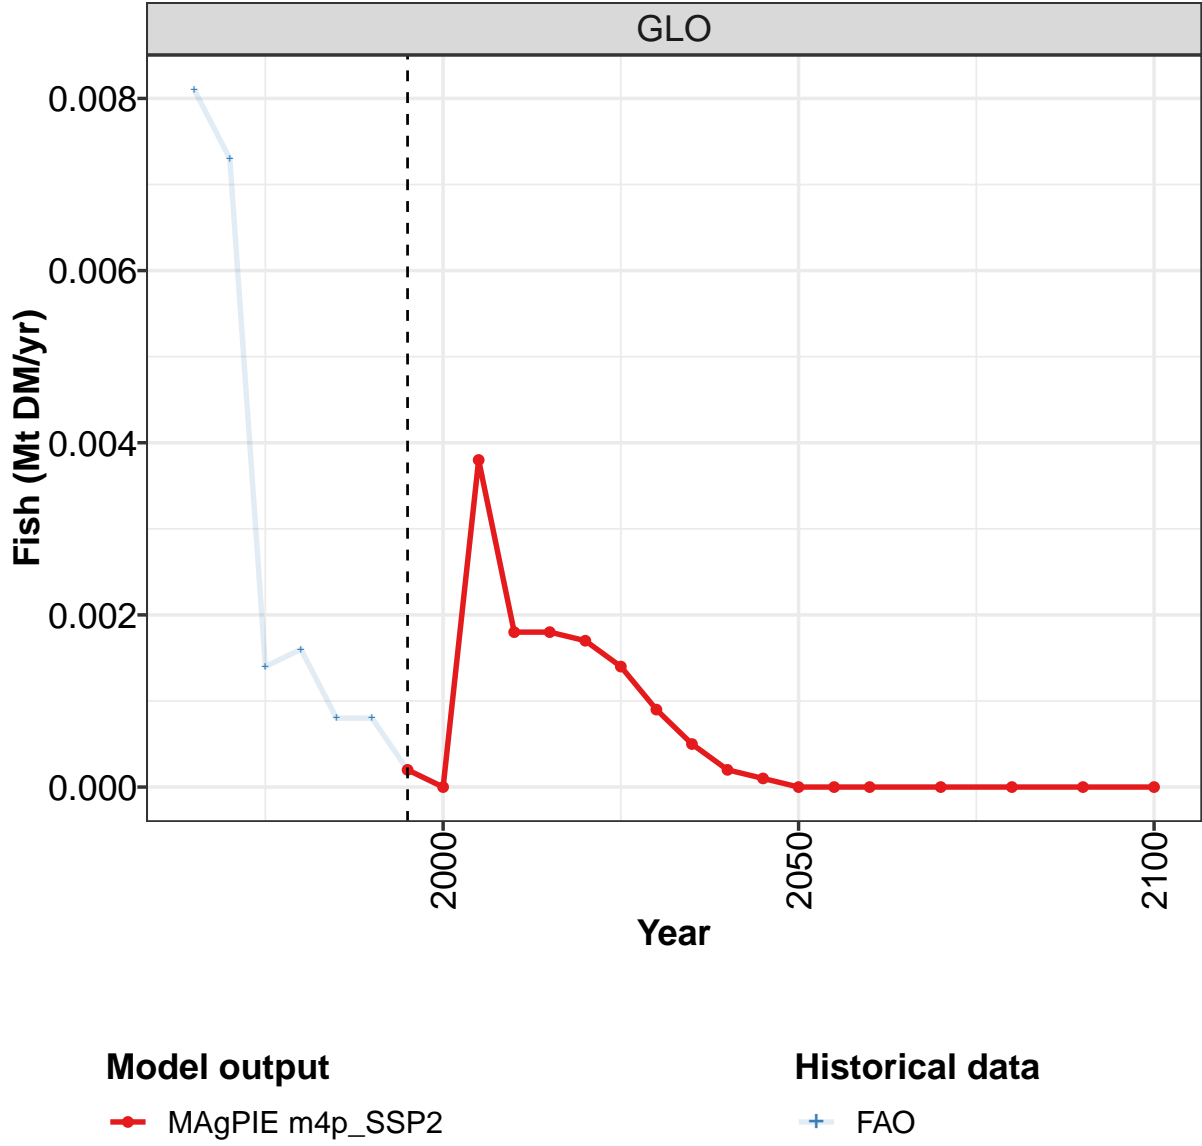 GLO
0.008
0.006
0.004
0.002
0.000
Fish (Mt DM/yr)
2000
2050
2100
Year
Model output
MAgPIE m4p_SSP2
Historical data
FAO